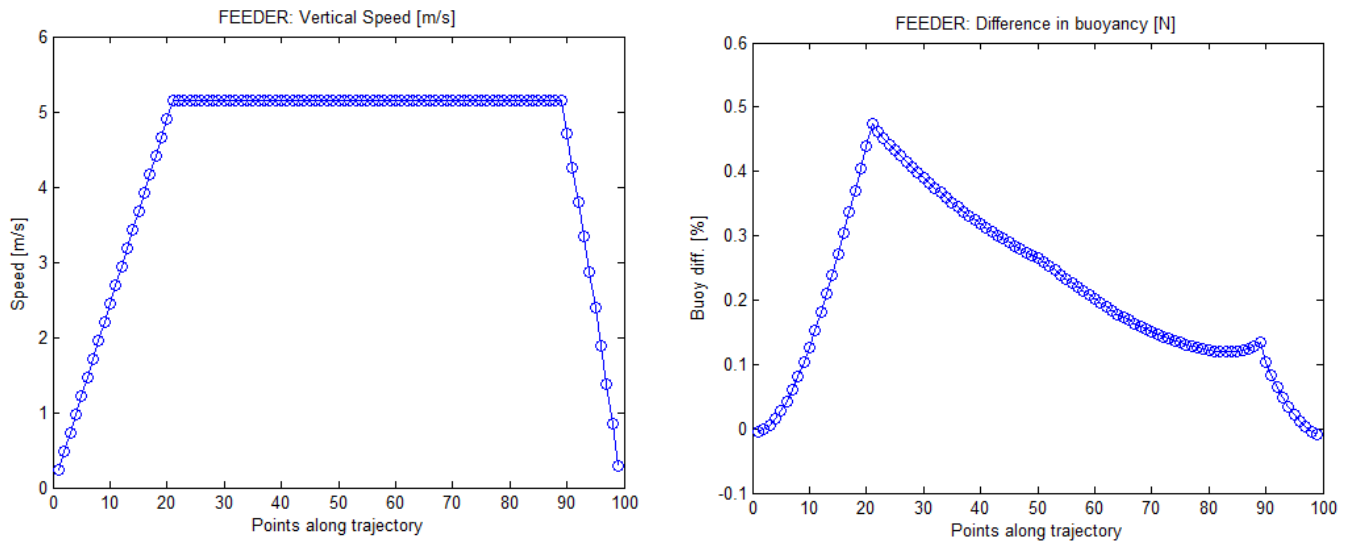 FEEDER: Vertical Speed [m/s]
6
5
4
3
2
1
0
Speed [m/s]
0 10 20 30 40 50 60 70 80 90 100
Points along trajectory
FEEDER: Difference in buoyancy [N]
0.6
0.5
0.4
0.3
0.2
0.1
0
-0.1
Buoy diff. [%]
0 10 20 30 40 50 60 70 80 90 100
Points along trajectory